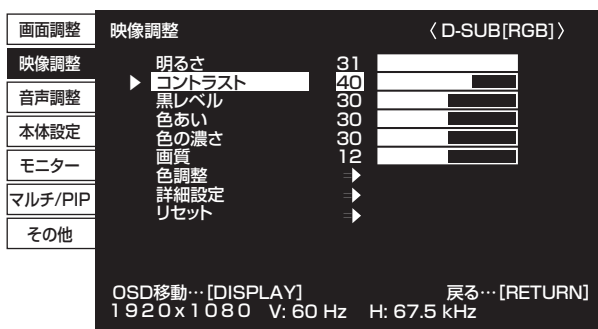 画面調整
映像調整
音声調整
本体設定
モニター
マルチ/PIP
その他
映像調整 〈D-SUB[RGB]〉
明るさ 31
コントラスト 40
黒レベル 30
色あい 30
色の濃さ 30
画質 12
色調整
詳細設定
リセット
OSD移動…[DISPLAY] 戻る…[RETURN]
1920x1080 V: 60 Hz H: 67.5 kHz